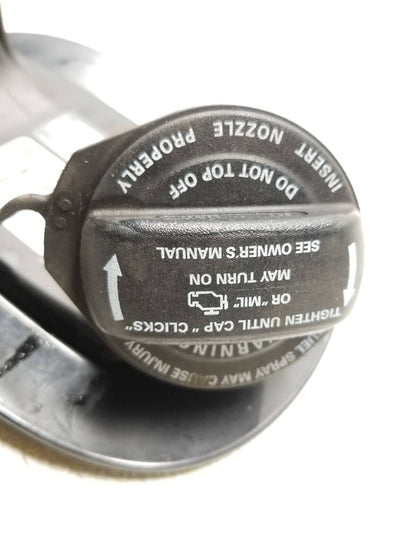 INSERT NOZZLE PROPERLY
DO NOT TOP OFF
TIGHTEN UNTIL CAP "CLICKS"
OR "MIL"
MAY TURN ON
SEE OWNER'S MANUAL
WARNING
FUEL SPRAY MAY CAUSE INJURY